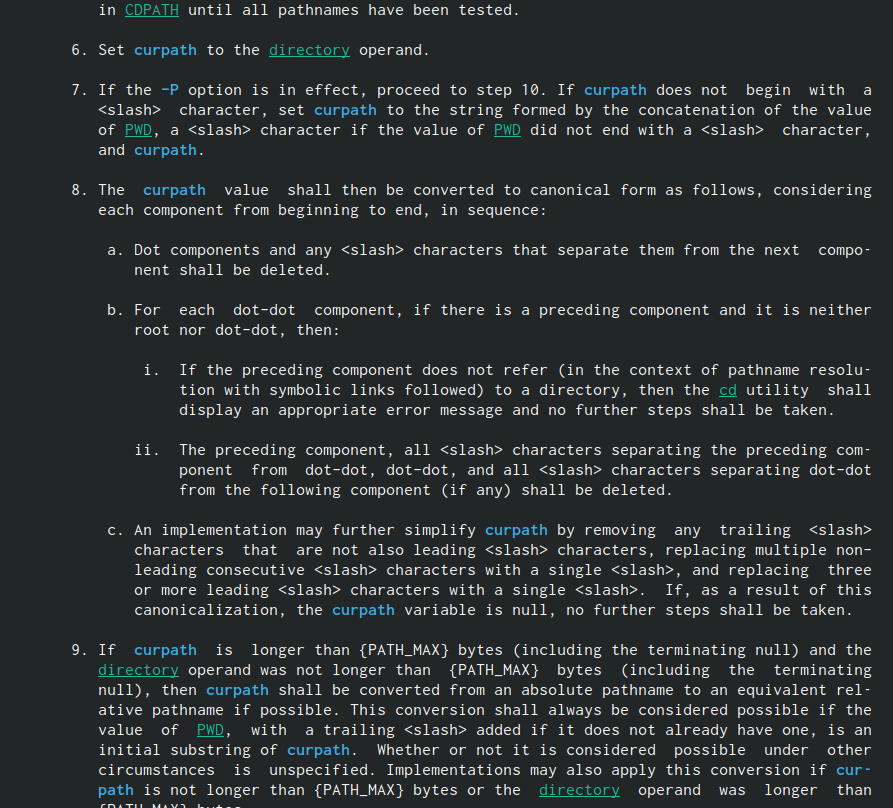 in CDPATH until all pathnames have been tested.
6. Set curpath to the directory operand.
7. If the -P option is in effect, proceed to step 10. If curpath does not begin with a
<slash> character, set curpath to the string formed by the concatenation of the value
of PWD, a <slash> character if the value of PWD did not end with a <slash> character,
and curpath.
8. The curpath value shall then be converted to canonical form as follows, considering
each component from beginning to end, in sequence:
a. Dot components and any <slash> characters that separate them from the next compo‐
nent shall be deleted.
b. For each dot-dot component, if there is a preceding component and it is neither
root nor dot-dot, then:
i. If the preceding component does not refer (in the context of pathname resolu‐
tion with symbolic links followed) to a directory, then the cd utility shall
display an appropriate error message and no further steps shall be taken.
ii. The preceding component, all <slash> characters separating the preceding com‐
ponent from dot-dot, dot-dot, and all <slash> characters separating dot-dot
from the following component (if any) shall be deleted.
c. An implementation may further simplify curpath by removing any trailing <slash>
characters that are not also leading <slash> characters, replacing multiple non-
leading consecutive <slash> characters with a single <slash>, and replacing three
or more leading <slash> characters with a single <slash>. If, as a result of this
canonicalization, the curpath variable is null, no further steps shall be taken.
9. If curpath is longer than {PATH_MAX} bytes (including the terminating null) and the
directory operand was not longer than {PATH_MAX} bytes (including the terminating
null), then curpath shall be converted from an absolute pathname to an equivalent rel‐
ative pathname if possible. This conversion shall always be considered possible if the
value of PWD, with a trailing <slash> added if it does not already have one, is an
initial substring of curpath. Whether or not it is considered possible under other
circumstances is unspecified. Implementations may also apply this conversion if cur‐
path is not longer than {PATH_MAX} bytes or the directory operand was longer than
{PATH_MAX} bytes.